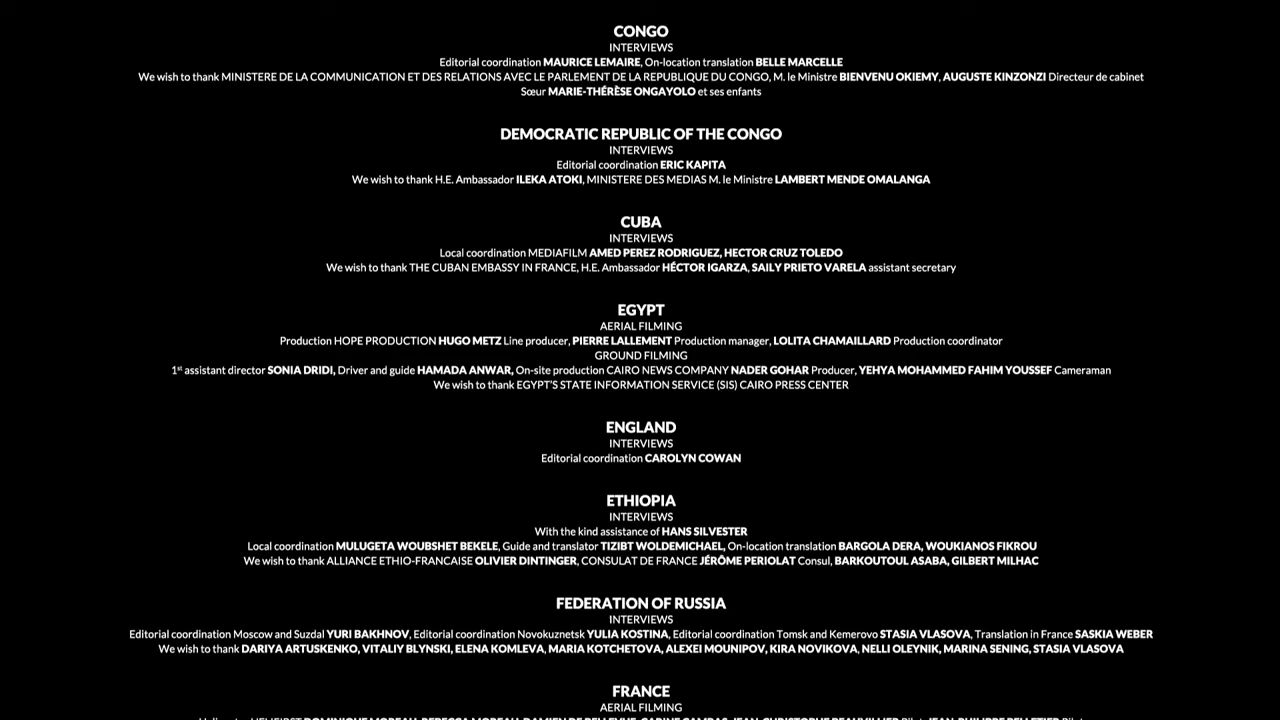 CONGO
INTERVIEWS
Editorial coordination MAURICE LEMAIRE, On-location translation BELLE MARCELLE
We wish to thank MINISTERE DE LA COMMUNICATION ET DES RELATIONS AVEC LE PARLEMENT DE LA REPUBLIQUE DU CONGO, M. le Ministre BIENVENU OKIEMY, AUGUSTE KINZONZI Directeur de cabinet
Sœur MARIE-THÉRÈSE ONGAYOLO et ses enfants
DEMOCRATIC REPUBLIC OF THE CONGO
INTERVIEWS
Editorial coordination ERIC KAPITA
We wish to thank H.E. Ambassador ILEKA ATOKI, MINISTERE DES MEDIAS M. le Ministre LAMBERT MENDE OMALANGA
CUBA
INTERVIEWS
Local coordination MEDIAFILM AMED PEREZ RODRIGUEZ, HECTOR CRUZ TOLEDO
We wish to thank THE CUBAN EMBASSY IN FRANCE, H.E. Ambassador HÉCTOR IGARZA, SAILY PRIETO VARELA assistant secretary
EGYPT
AERIAL FILMING
Production HOPE PRODUCTION HUGO METZ Line producer, PIERRE LALLEMENT Production manager, LOLITA CHAMAILLARD Production coordinator
GROUND FILMING
1st assistant director SONIA DRIDI, Driver and guide HAMADA ANWAR, On-site production CAIRO NEWS COMPANY NADER GOHAR Producer, YEHYA MOHAMMED FAHIM YOUSSEF Cameraman
We wish to thank EGYPT'S STATE INFORMATION SERVICE (SIS) CAIRO PRESS CENTER
ENGLAND
INTERVIEWS
Editorial coordination CAROLYN COWAN
ETHIOPIA
INTERVIEWS
With the kind assistance of HANS SILVESTER
Local coordination MULUGETA WOUBSHET BEKELE, Guide and translator TIZIBT WOLDEMICHAEL, On-location translation BARGOLA DERA, WOUKIANOS FIKROU
We wish to thank ALLIANCE ETHIO-FRANCAISE OLIVIER DINTINGER, CONSULAT DE FRANCE JÉRÔME PERIOLAT Consul, BARKOUTOUL ASABA, GILBERT MILHAC
FEDERATION OF RUSSIA
INTERVIEWS
Editorial coordination Moscow and Suzdal YURI BAKHNOV, Editorial coordination Novokuznetsk YULIA KOSTINA, Editorial coordination Tomsk and Kemerovo STASIA VLASOVA, Translation in France SASKIA WEBER
We wish to thank DARIYA ARTUSKENKO, VITALIY BLYNSKI, ELENA KOMLEVA, MARIA KOTCHETOVA, ALEXEI MOUNIPOV, KIRA NOVIKOVA, NELLI OLEYNIK, MARINA SENING, STASIA VLASOVA
FRANCE
AERIAL FILMING